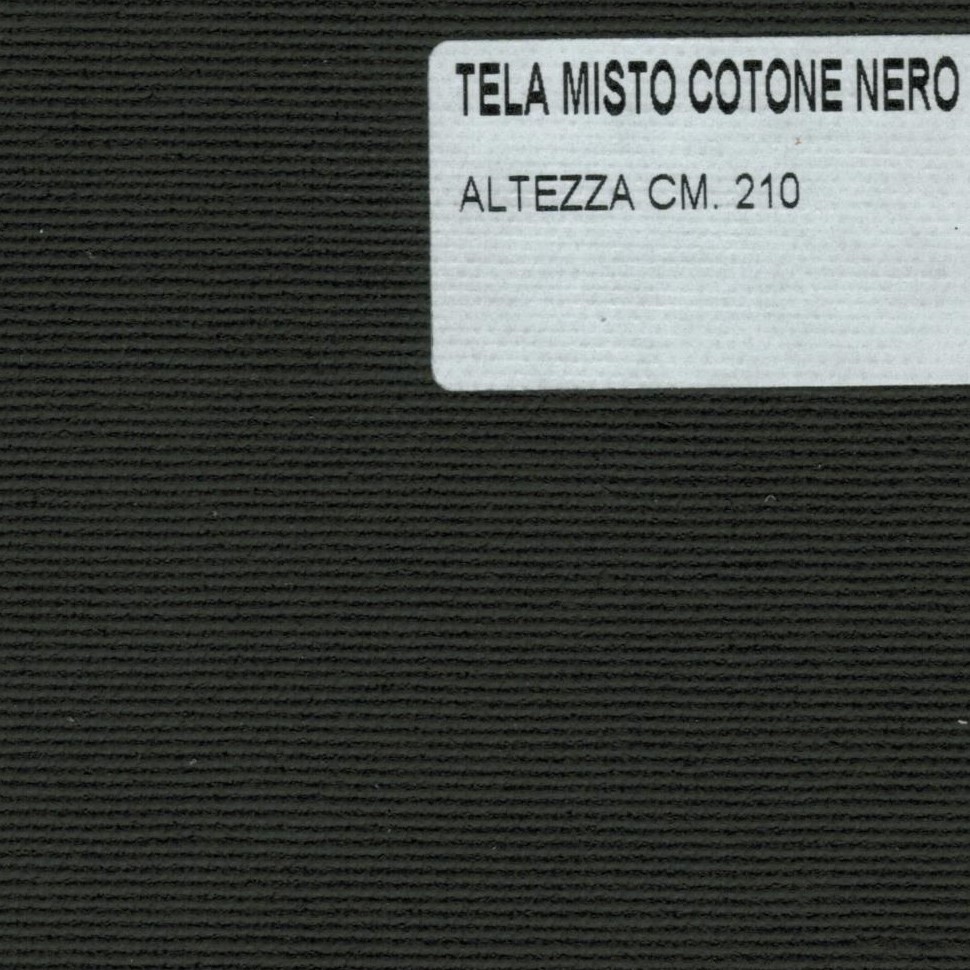 TELA MISTO COTONE NERO
ALTEZZA CM. 210